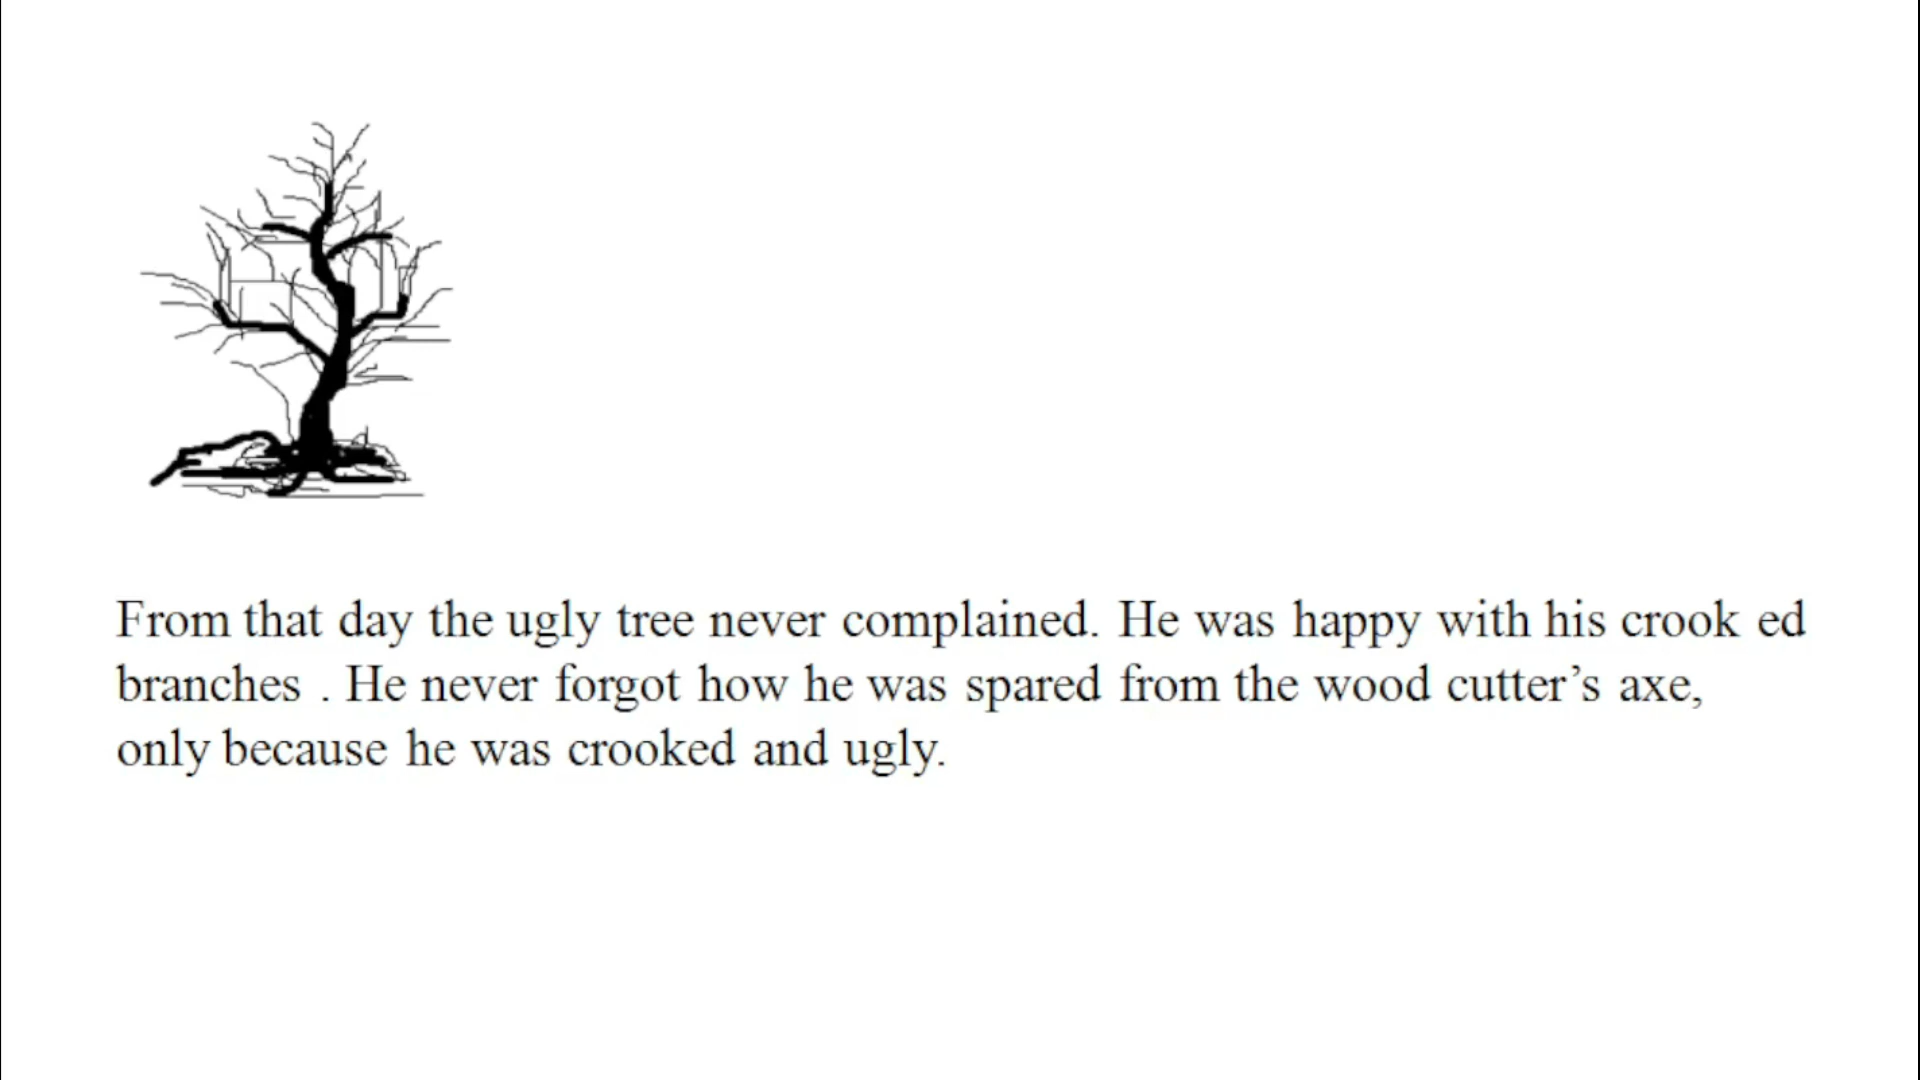 From that day the ugly tree never complained. He was happy with his crook ed
branches . He never forgot how he was spared from the wood cutter’s axe,
only because he was crooked and ugly.